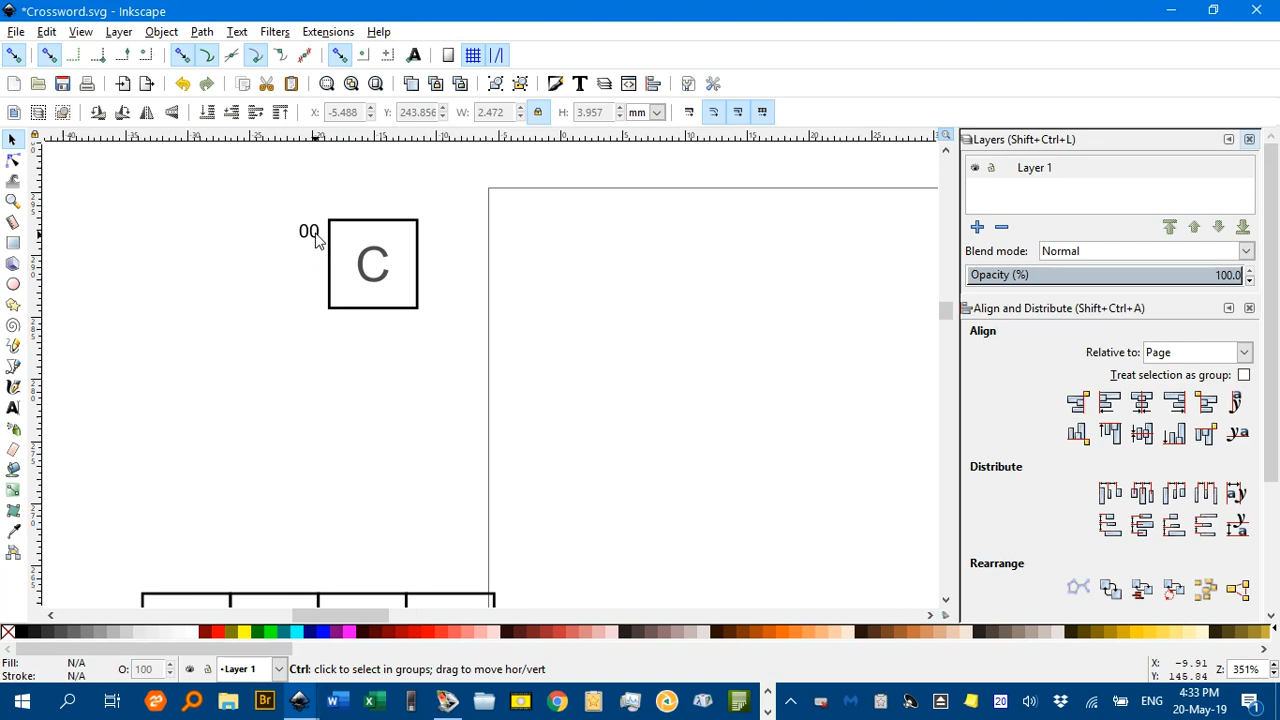 *Crossword.svg - Inkscape
File Edit View Layer Object Path Text Filters Extensions Help
X: -5.488 Y: 243.856 W: 2.472 H: 3.957 mm
Layers (Shift+Ctrl+L)
Layer 1
00
C
Blend mode: Normal
Opacity (%) 100.0
Align and Distribute (Shift+Ctrl+A)
Align
Relative to: Page
Treat selection as group:
Distribute
Rearrange
Fill: N/A
Stroke: N/A
O: 100
Layer 1
Ctrl: click to select in groups; drag to move hor/vert
X: -9.91
Y: 145.84
Z: 351%
ENG
20
4:33 PM
20-May-19